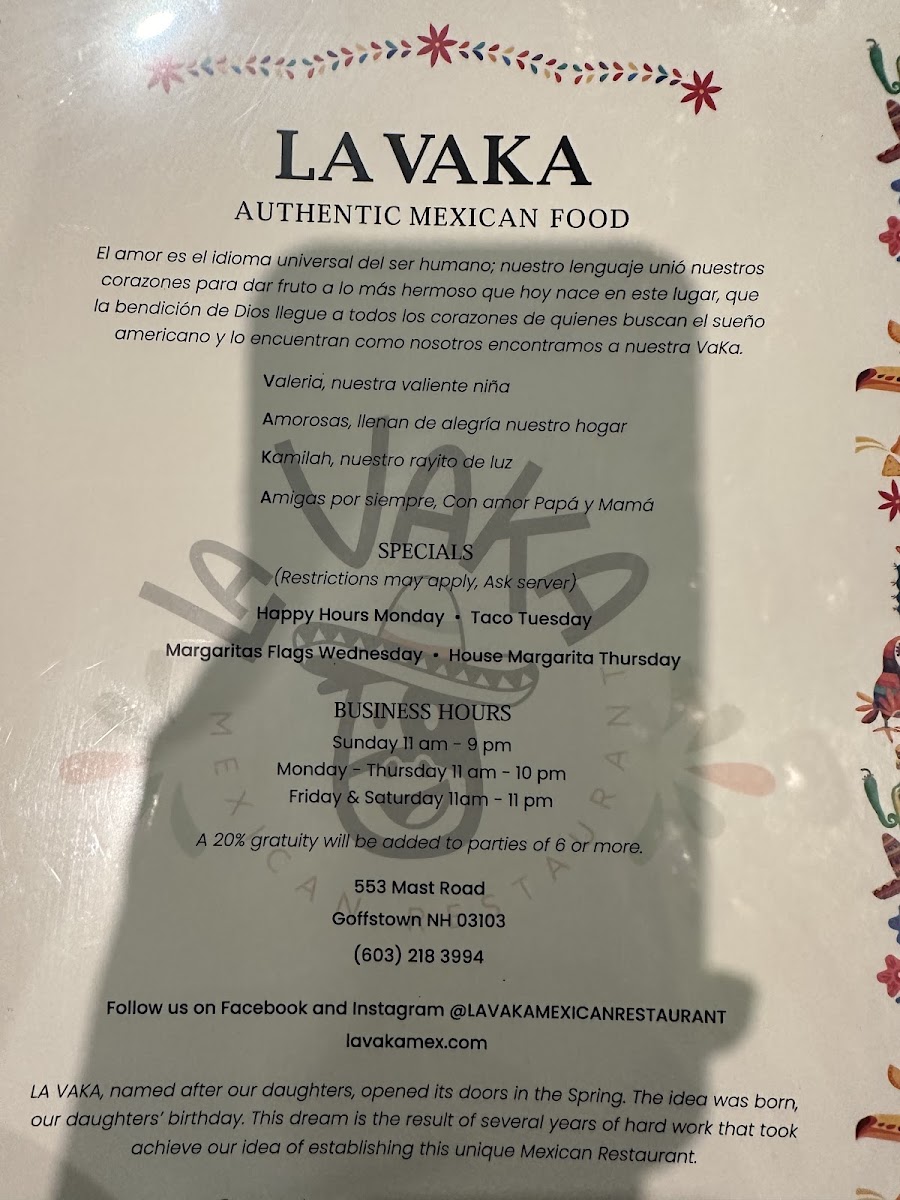 LA VAKA
AUTHENTIC MEXICAN FOOD
El amor es el idioma universal del ser humano; nuestro lenguaje unió nuestros
corazones para dar fruto a lo más hermoso que hoy nace en este lugar, que
la bendición de Dios llegue a todos los corazones de quienes buscan el sueño
americano y lo encuentran como nosotros encontramos a nuestra VaKa.
Valeria, nuestra valiente niña
Amorosas, llenan de alegría nuestro hogar
Kamilah, nuestro rayito de luz
Amigas por siempre, Con amor Papá y Mamá
LA VAKA
SPECIALS
(Restrictions may apply, Ask server)
Happy Hours Monday • Taco Tuesday
Margaritas Flags Wednesday • House Margarita Thursday
BUSINESS HOURS
Sunday 11 am - 9 pm
Monday - Thursday 11 am - 10 pm
Friday & Saturday 11am - 11 pm
MEXICAN RESTAURANT
A 20% gratuity will be added to parties of 6 or more.
553 Mast Road
Goffstown NH 03103
(603) 218 3994
Follow us on Facebook and Instagram @LAVAKAMEXICANRESTAURANT
lavakamex.com
LA VAKA, named after our daughters, opened its doors in the Spring. The idea was born,
our daughters' birthday. This dream is the result of several years of hard work that took
achieve our idea of establishing this unique Mexican Restaurant.